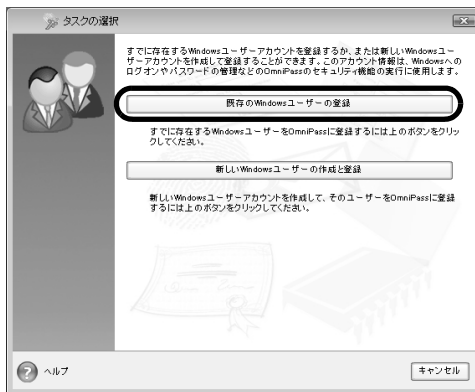 タスクの選択
すでに存在するWindowsユーザーアカウントを登録するか、または新しいWindowsユー
ザーアカウントを作成して登録することができます。このアカウント情報は、Windowsへの
ログオンやパスワードの管理などのOmniPassのセキュリティ機能の実行に使用します。
既存のWindowsユーザーの登録
すでに存在するWindowsユーザーをOmniPassに登録するには上のボタンをクリッ
クしてください。
新しいWindowsユーザーの作成と登録
新しいWindowsユーザーアカウントを作成して、そのユーザーをOmniPassに登録
するには上のボタンをクリックしてください。
ヘルプ
キャンセル